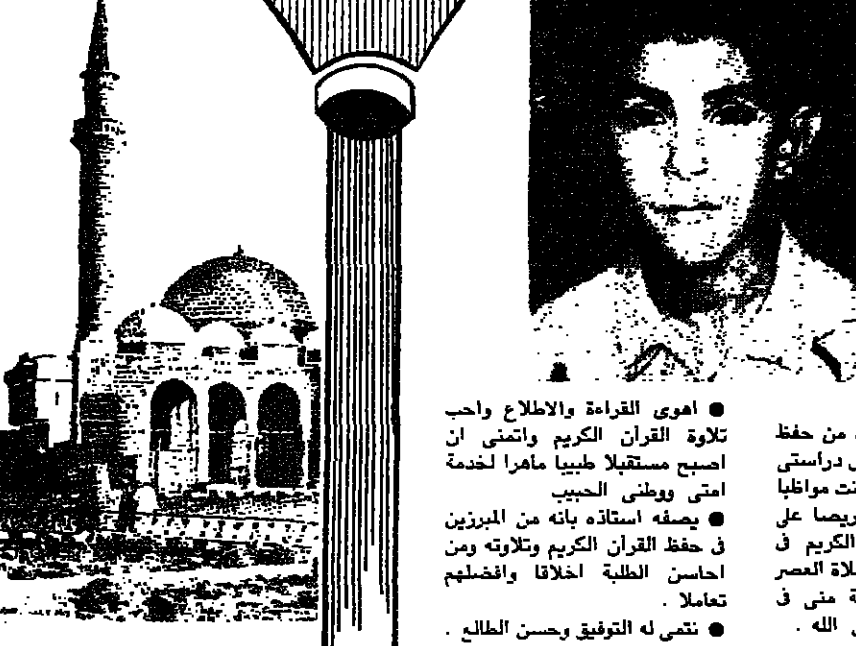 من حفظ
دراستى
مواظبا
على
الكريم فى
العصر
منى فى
الله .
● اهوى القراءة والاطلاع واحب
تلاوة القرآن الكريم واتمنى ان
اصبح مستقبلا طبيبا ماهرا لخدمة
امتى ووطنى الحبيب
● يصفه استاذه بانه من المبرزين
فى حفظ القرآن الكريم وتلاوته ومن
احاسن الطلبة اخلاقا وافضلهم
تعاملا .
● نتمى له التوفيق وحسن الطالع .